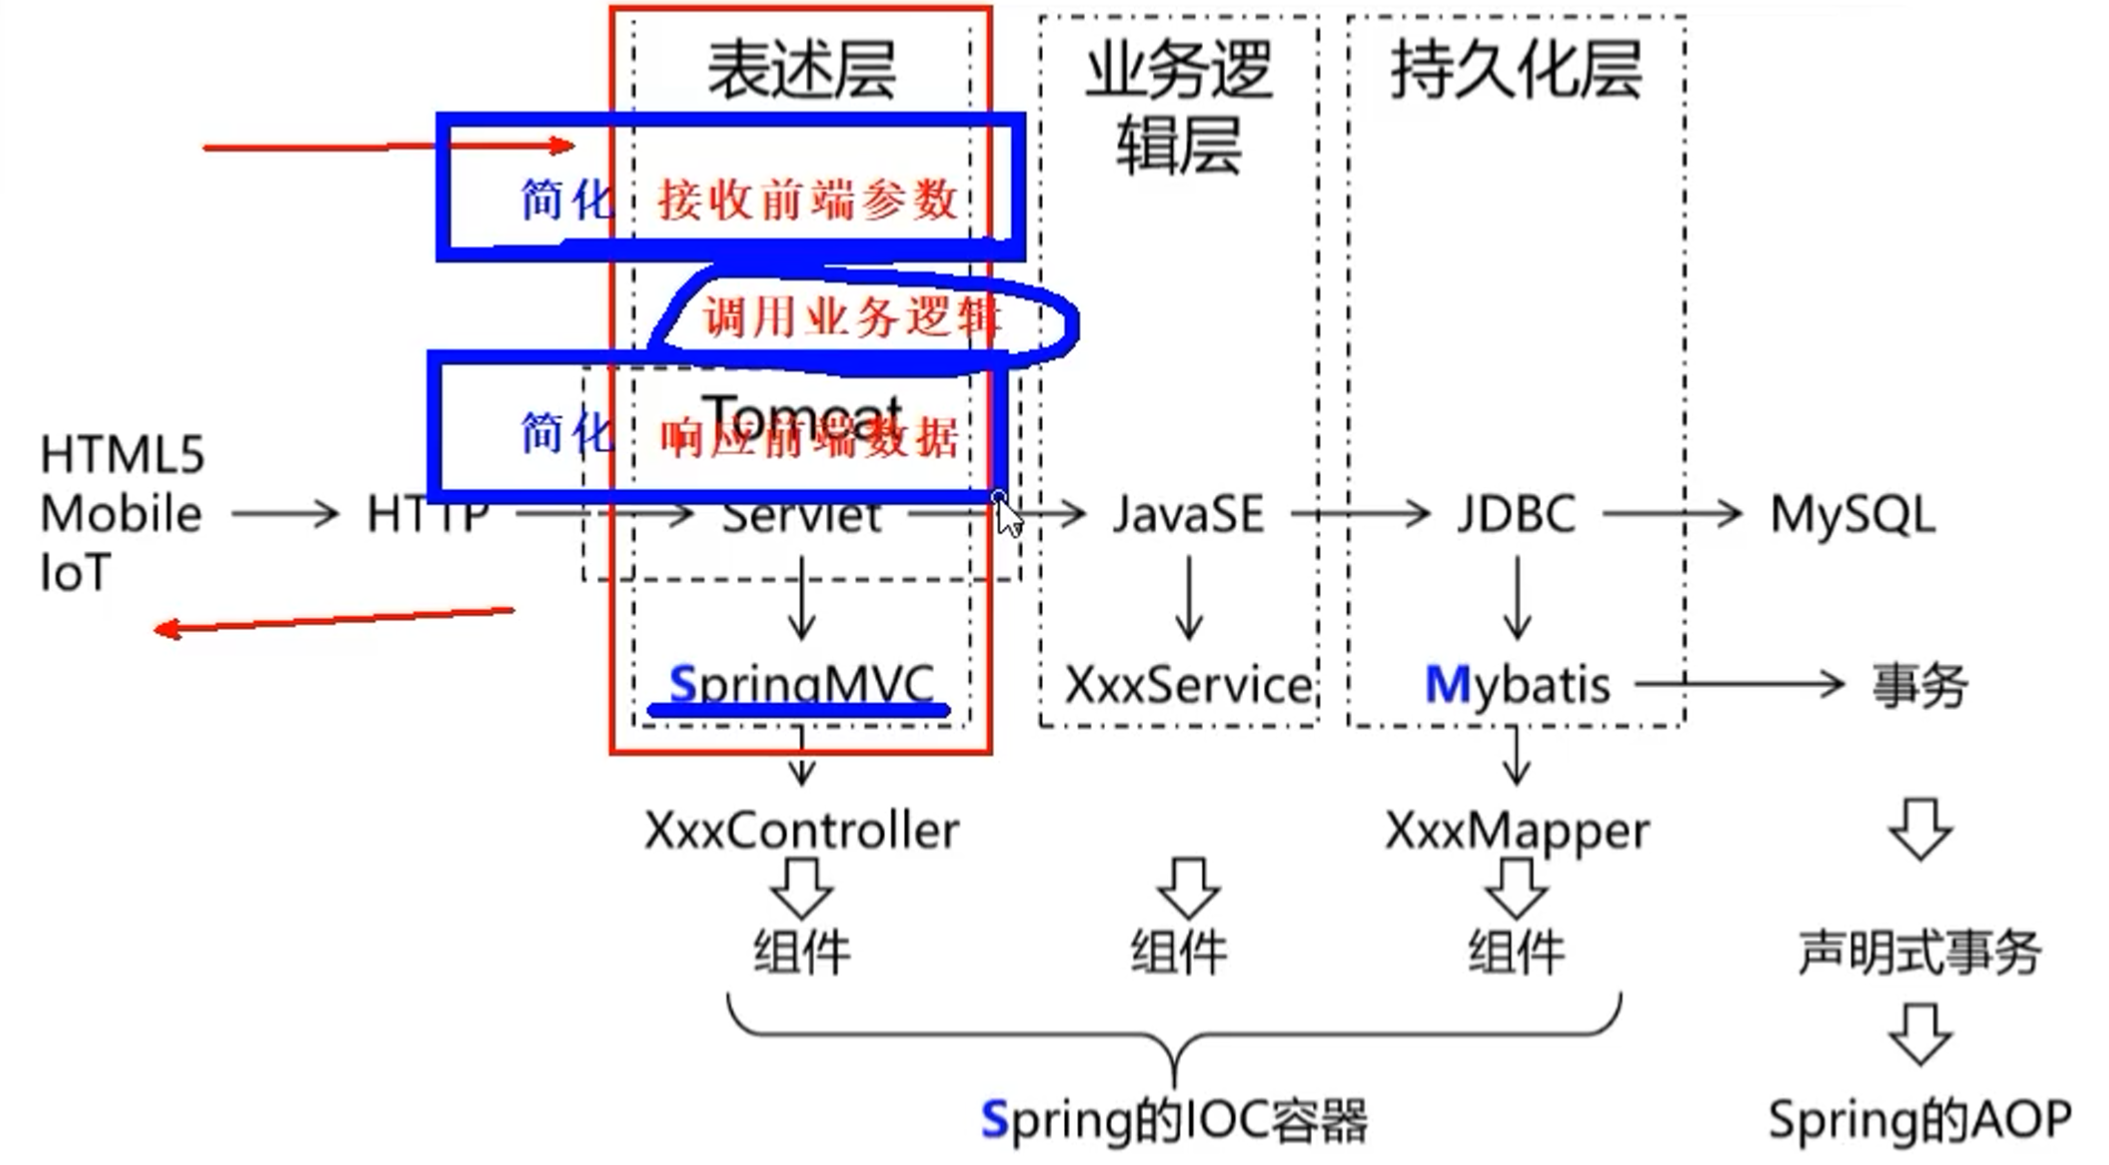 表述层
业务逻
辑层
持久化层
简化 接收前端参数
调用业务逻辑
Tomcat
简化 响应前端数据
HTML5
Mobile
IoT
HTTP
Servlet
JavaSE
JDBC
MySQL
SpringMVC
XxxService
Mybatis
事务
XxxController
XxxMapper
组件
组件
组件
声明式事务
Spring的IOC容器
Spring的AOP